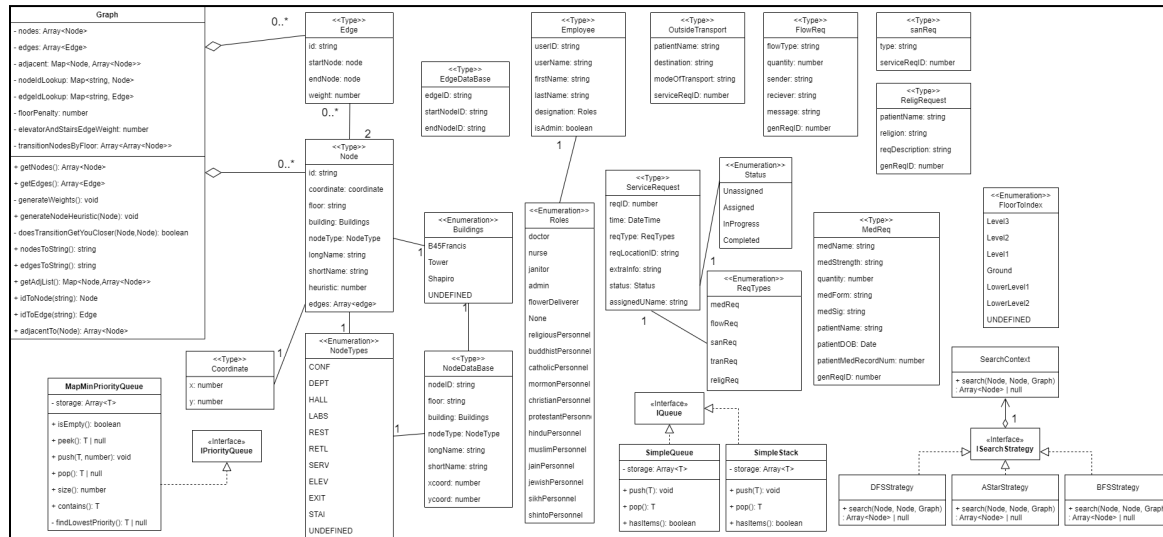 Graph
- nodes: Array<Node>
- edges: Array<Edge>
- adjacent: Map<Node, Array<Node>>
- nodeIdLookup: Map<string, Node>
- edgeIdLookup: Map<string, Edge>
- floorPenalty: number
- elevatorAndStairsEdgeWeight: number
- transitionNodesByFloor: Array<Array<Node>>
+ getNodes(): Array<Node>
+ getEdges(): Array<Edge>
- generateWeights(): void
+ generateNodeHeuristic(Node): void
- doesTransitionGetYouCloser(Node,Node): boolean
+ nodesToString(): string
+ edgesToString(): string
+ getAdjList(): Map<Node,Array<Node>>
+ idToNode(string): Node
+ idToEdge(string): Edge
+ adjacentTo(Node): Array<Node>
0..*
0..*
<<Type>>
Edge
id: string
startNode: node
endNode: node
weight: number
0..*
2
<<Type>>
Node
id: string
coordinate: coordinate
floor: string
building: Buildings
nodeType: NodeType
longName: string
shortName: string
heuristic: number
edges: Array<edge>
1
1
1
<<Type>>
EdgeDataBase
edgeID: string
startNodeID: string
endNodeID: string
<<Enumeration>>
Buildings
B45Francis
Tower
Shapiro
UNDEFINED
1
<<Type>>
Coordinate
x: number
y: number
<<Enumeration>>
NodeTypes
CONF
DEPT
HALL
LABS
REST
RETL
SERV
ELEV
EXIT
STAI
UNDEFINED
1
<<Type>>
NodeDataBase
nodeID: string
floor: string
building: Buildings
nodeType: NodeType
longName: string
shortName: string
xcoord: number
ycoord: number
MapMinPriorityQueue
- storage: Array<T>
+ isEmpty(): boolean
+ peek(): T | null
+ push(T, number): void
+ pop(): T | null
+ size(): number
+ contains(): T
- findLowestPriority(): T | null
«Interface»
IPriorityQueue
<<Type>>
Employee
userID: string
userName: string
firstName: string
lastName: string
designation: Roles
isAdmin: boolean
1
<<Enumeration>>
Roles
doctor
nurse
janitor
admin
flowerDeliverer
None
religiousPersonnel
buddhistPersonnel
catholicPersonnel
mormonPersonnel
christianPersonnel
protestantPersonne
hinduPersonnel
muslimPersonnel
jainPersonnel
jewishPersonnel
sikhPersonnel
shintoPersonnel
<<Type>>
OutsideTransport
patientName: string
destination: string
modeOfTransport: string
serviceReqID: number
<<Type>>
FlowReq
flowType: string
quantity: number
sender: string
reciever: string
message: string
genReqID: number
<<Type>>
sanReq
type: string
serviceReqID: number
<<Type>>
ReligRequest
patientName: string
religion: string
reqDescription: string
genReqID: number
<<Type>>
ServiceRequest
reqID: number
time: DateTime
reqType: ReqTypes
reqLocationID: string
extraInfo: string
status: Status
assignedUName: string
1
1
<<Enumeration>>
Status
Unassigned
Assigned
InProgress
Completed
<<Enumeration>>
ReqTypes
medReq
flowReq
sanReq
tranReq
religReq
<<Type>>
MedReq
medName: string
medStrength: string
quantity: number
medForm: string
medSig: string
patientName: string
patientDOB: Date
patientMedRecordNum: number
genReqID: number
<<Enumeration>>
FloorToIndex
Level3
Level2
Level1
Ground
LowerLevel1
LowerLevel2
UNDEFINED
«Interface»
IQueue
SimpleQueue
- storage: Array<T>
+ push(T): void
+ pop(): T
+ hasItems(): boolean
SimpleStack
- storage: Array<T>
+ push(T): void
+ pop(): T
+ hasItems(): boolean
SearchContext
+ search(Node, Node, Graph)
: Array<Node> | null
1
«Interface»
ISearchStrategy
DFSStrategy
+ search(Node, Node, Graph)
: Array<Node> | null
AStarStrategy
+ search(Node, Node, Graph)
: Array<Node> | null
BFSStrategy
+ search(Node, Node, Graph)
: Array<Node> | null